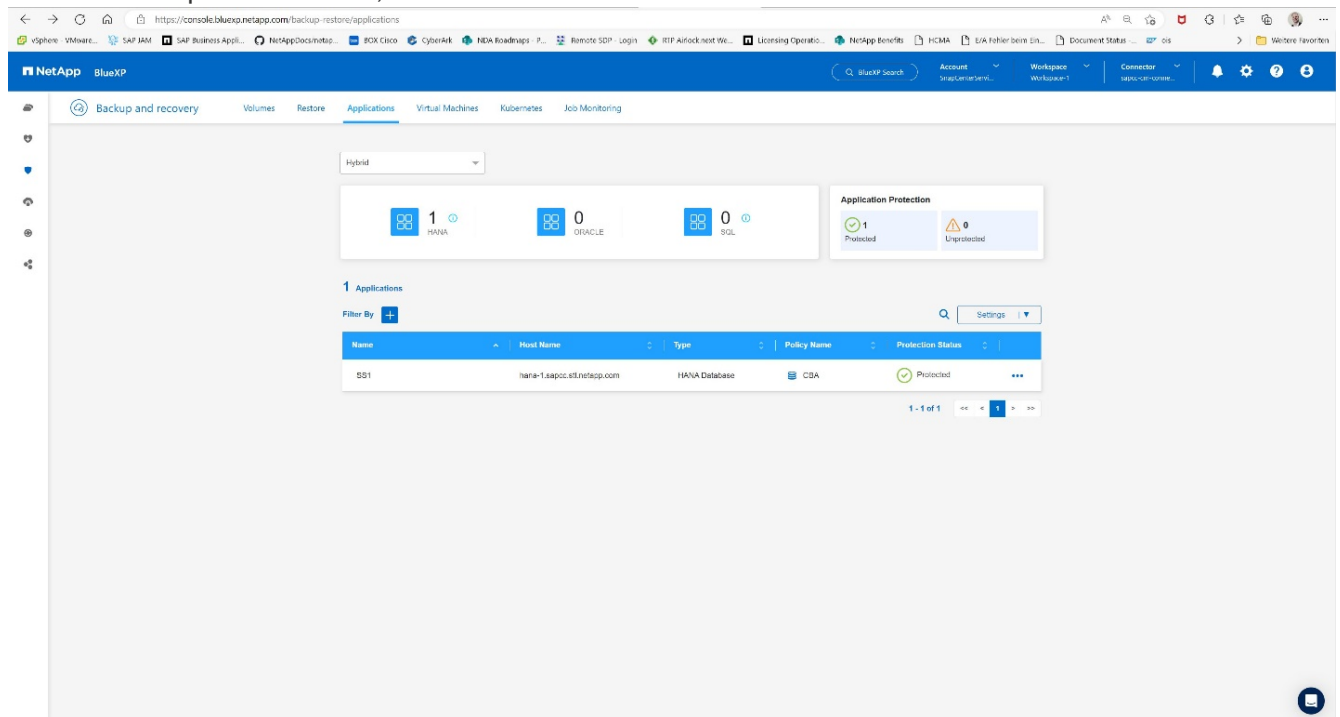 https://console.bluexp.netapp.com/backup-restore/applications
vSphere - VMware... SAP JAM SAP Business Appli... NetAppDocs/netap... BOX Cisco CyberArk NDA Roadmaps - P... Remote SDP - Login RTP Airlock.next We... Licensing Operatio... NetApp Benefits HCMA E/A Fehler beim Ein... Document Status -... Weitere Favoriten
NetApp BlueXP
BlueXP Search
Account
SnapCenterServi...
Workspace
Workspace-1
Connector
Backup and recovery Volumes Restore Applications Virtual Machines Kubernetes Job Monitoring
Hybrid
1
HANA
0
ORACLE
0
SQL
Application Protection
1
Protected
0
Unprotected
1 Applications
Filter By +
Settings
Name Host Name Type Policy Name Protection Status
SS1 hana-1.sapcc.stl.netapp.com HANA Database CBA Protected
1 - 1 of 1 << < 1 > >>